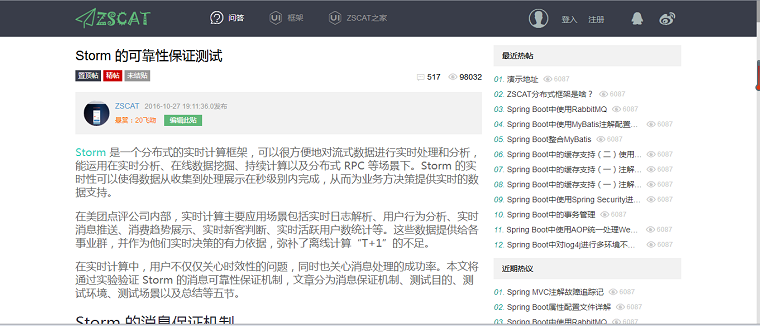 ZSCAT
问答
框架
ZSCAT之家
登入 注册
Storm 的可靠性保证测试
置顶帖 精帖 未结贴
517 98032
ZSCAT 2016-10-27 19:11:36.0发布
悬赏：20飞吻 编辑此贴
Storm 是一个分布式的实时计算框架，可以很方便地对流式数据进行实时处理和分析，
能运用在实时分析、在线数据挖掘、持续计算以及分布式 RPC 等场景下。Storm 的实
时性可以使得数据从收集到处理展示在秒级别内完成，从而为业务方决策提供实时的数
据支持。
在美团点评公司内部，实时计算主要应用场景包括实时日志解析、用户行为分析、实时
消息推送、消费趋势展示、实时新客判断、实时活跃用户数统计等。这些数据提供给各
事业群，并作为他们实时决策的有力依据，弥补了离线计算“T+1”的不足。
在实时计算中，用户不仅仅关心时效性的问题，同时也关心消息处理的成功率。本文将
通过实验验证 Storm 的消息可靠性保证机制，文章分为消息保证机制、测试目的、测
试环境、测试场景以及总结等五节。
Storm 的消息保证机制
最近热帖
01. 演示地址 6087
02. ZSCAT分布式框架是啥？ 6087
03. Spring Boot中使用RabbitMQ 6087
04. Spring Boot中使用MyBatis注解配置... 6087
05. Spring Boot整合MyBatis 6087
06. Spring Boot中的缓存支持（二）使用... 6087
07. Spring Boot中的缓存支持（一）注解... 6087
08. Spring Boot中的缓存支持（一）注解... 6087
09. Spring Boot中使用Spring Security进... 6087
10. Spring Boot中的事务管理 6087
11. Spring Boot中使用AOP统一处理We... 6087
12. Spring Boot中对log4j进行多环境不... 6087
近期热议
01. Spring MVC注解故障追踪记 6087
02. Spring Boot属性配置文件详解 6087
03. Spring Boot中使用RabbitMQ 6087